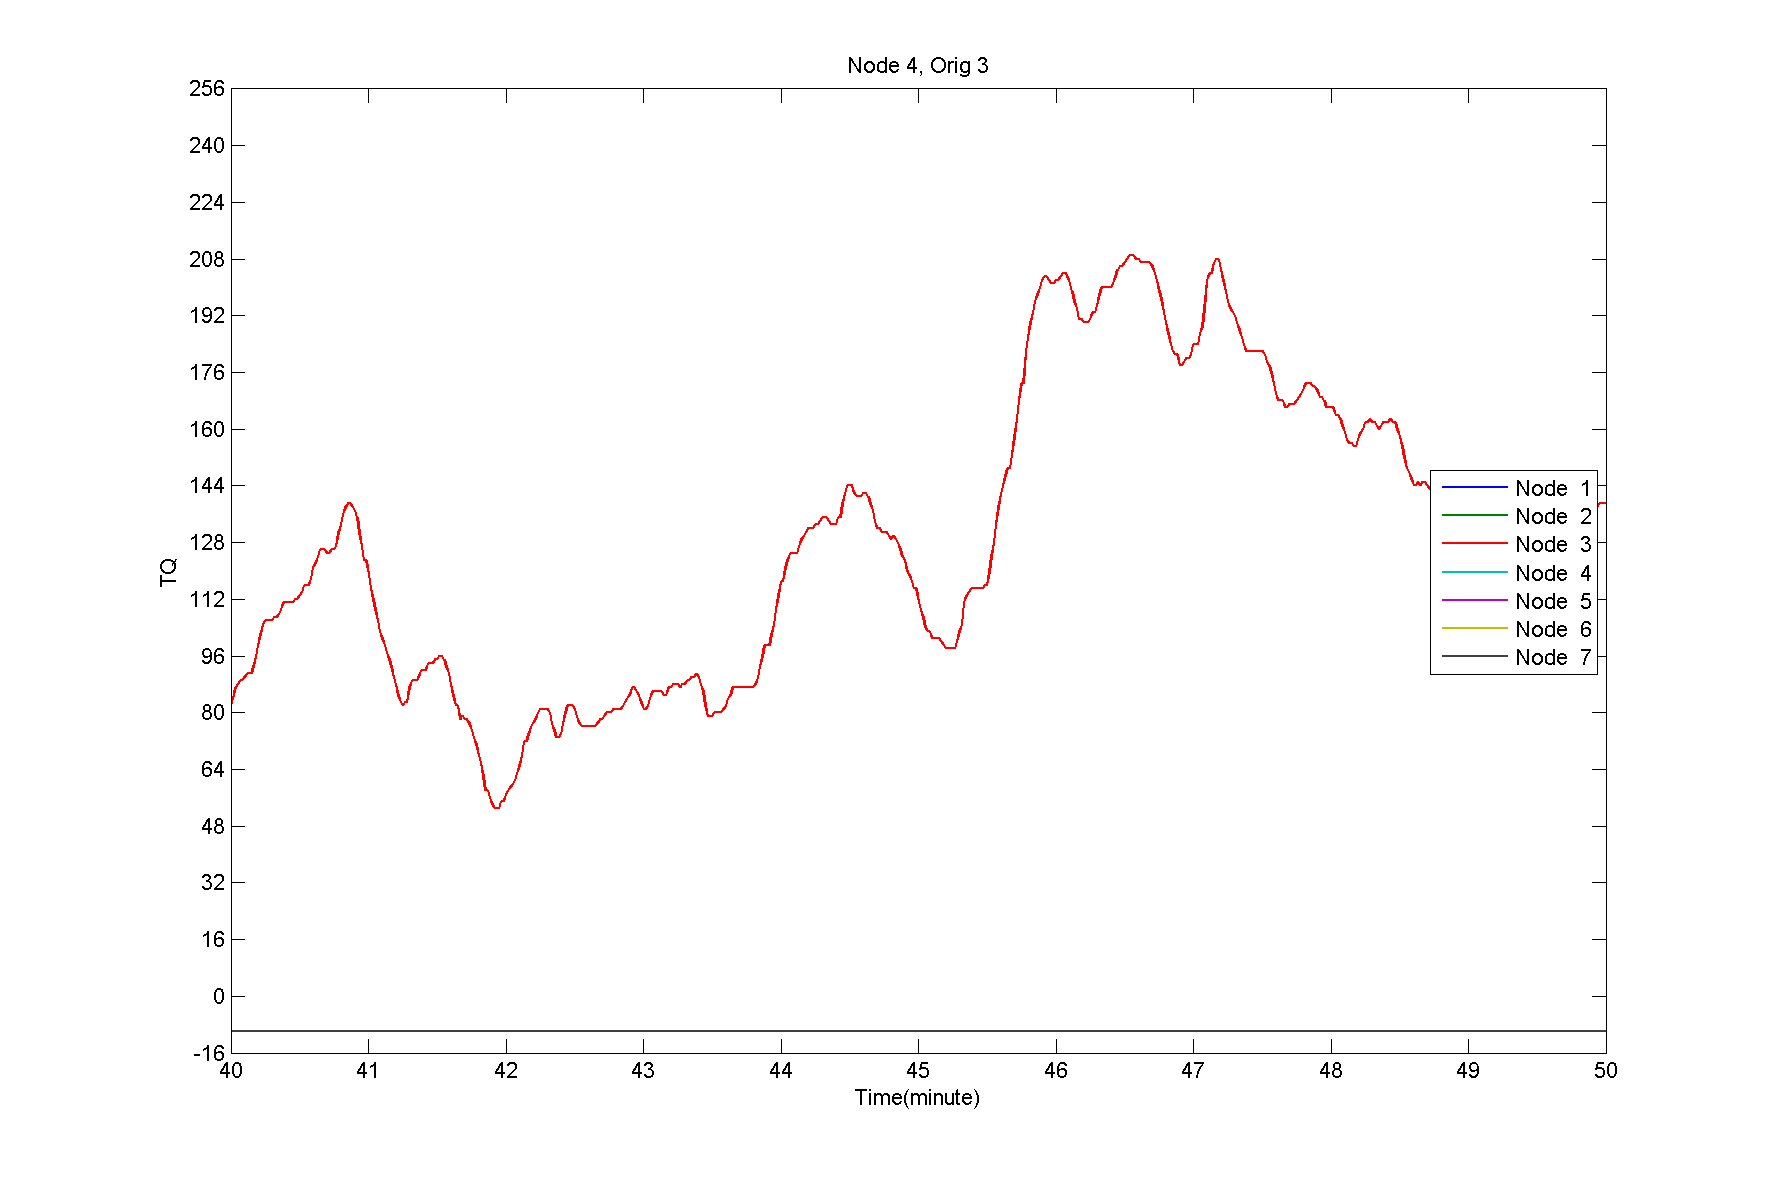 Node 4, Orig 3
256
240
224
208
192
176
160
144
128
112
96
80
64
48
32
16
0
-16
TQ
Node 1
Node 2
Node 3
Node 4
Node 5
Node 6
Node 7
40 41 42 43 44 45 46 47 48 49 50
Time(minute)